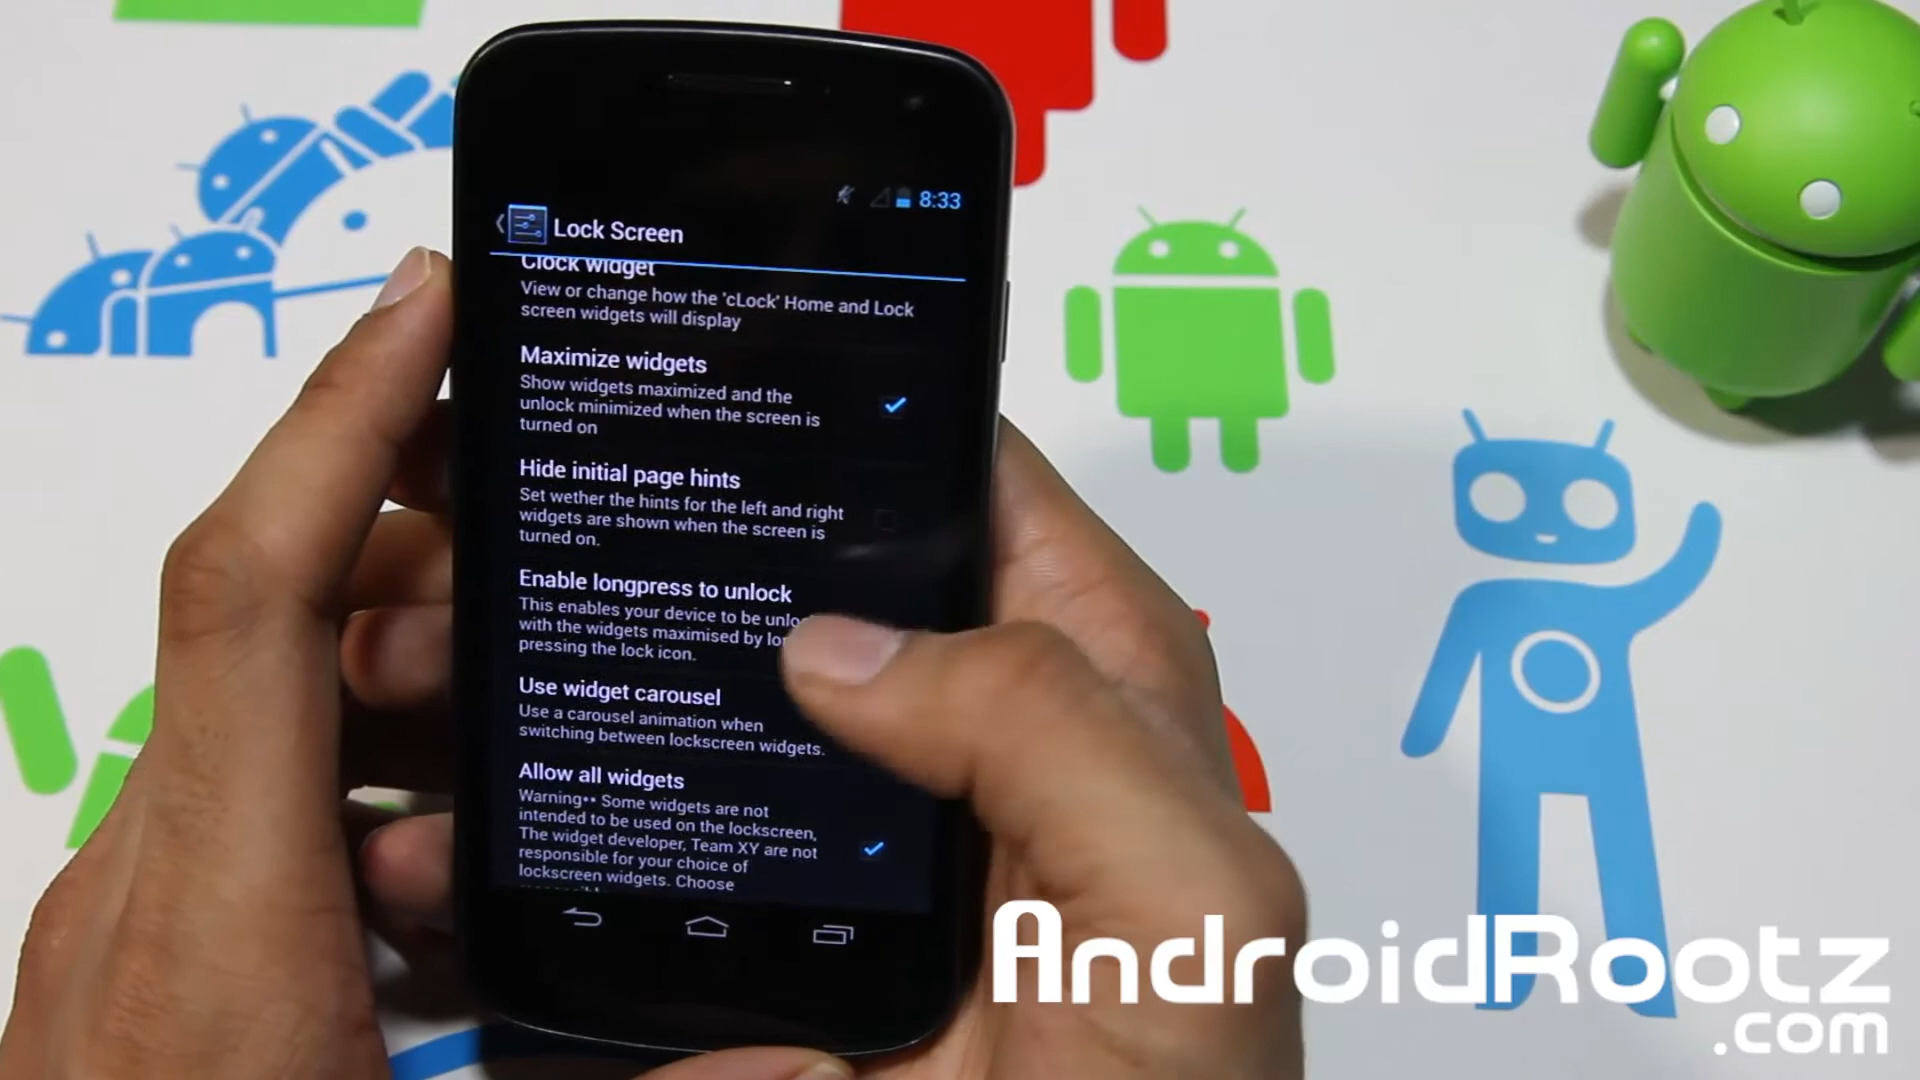 8:33
Lock Screen
Clock widget
View or change how the 'cLock' Home and Lock
screen widgets will display
Maximize widgets
Show widgets maximized and the
unlock minimized when the screen is
turned on
Hide initial page hints
Set wether the hints for the left and right
widgets are shown when the screen is
turned on.
Enable longpress to unlock
This enables your device to be
with the widgets maximised by
pressing the lock icon.
Use widget carousel
Use a carousel animation when
switching between lockscreen widgets.
Allow all widgets
Warning•• Some widgets are not
intended to be used on the lockscreen,
The widget developer, Team XY are not
responsible for your choice of
lockscreen widgets. Choose
AndroidRootz
.com